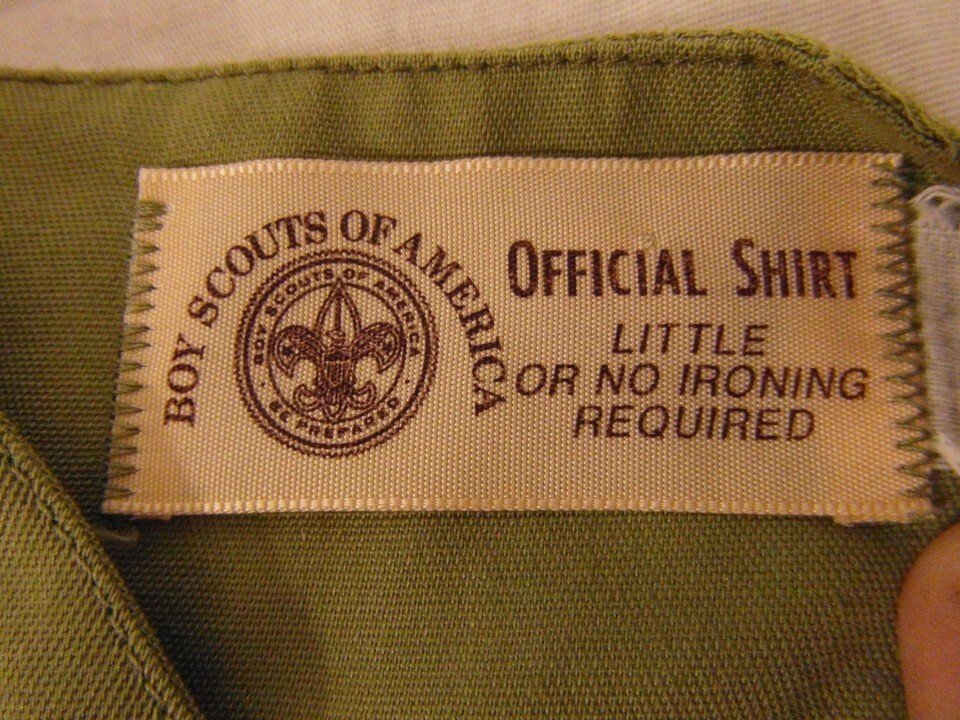 BOY SCOUTS OF AMERICA
BOY SCOUTS OF AMERICA
BE PREPARED
OFFICIAL SHIRT
LITTLE
OR NO IRONING
REQUIRED